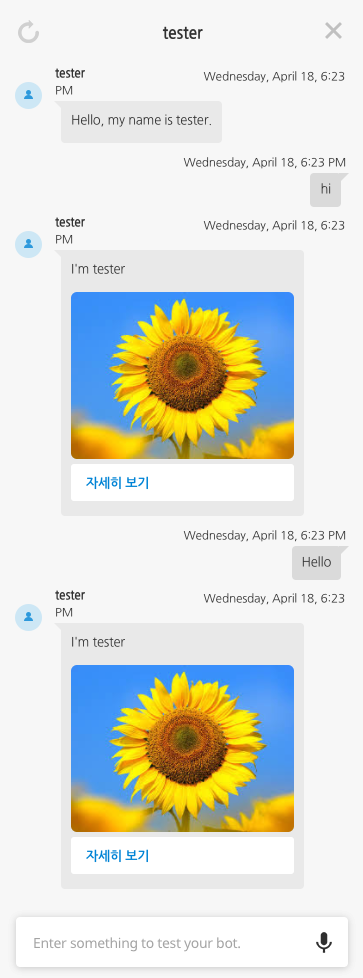 tester
tester Wednesday, April 18, 6:23
PM
Hello, my name is tester.
Wednesday, April 18, 6:23 PM
hi
tester Wednesday, April 18, 6:23
PM
I'm tester
자세히 보기
Wednesday, April 18, 6:23 PM
Hello
tester Wednesday, April 18, 6:23
PM
I'm tester
자세히 보기
Enter something to test your bot.